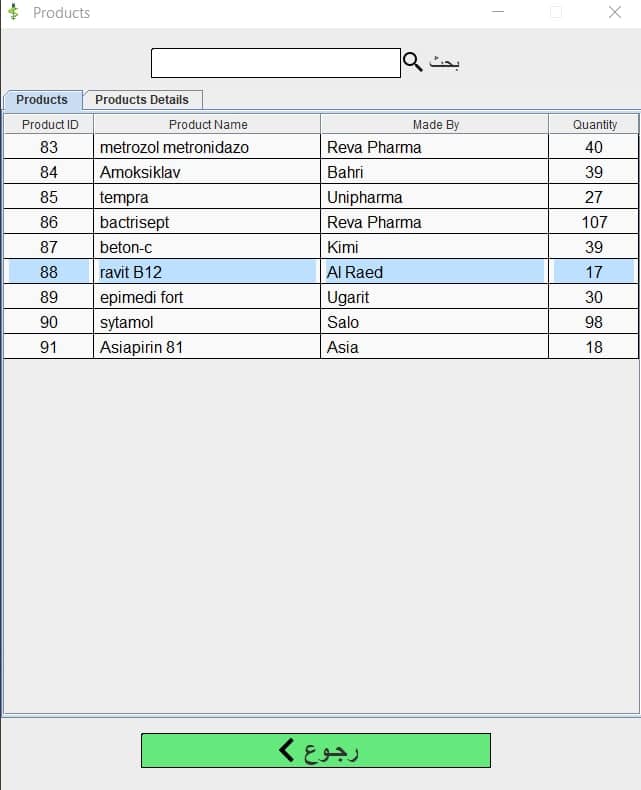 Products
بحث
Products Products Details
Product ID Product Name Made By Quantity
83 metrozol metronidazo Reva Pharma 40
84 Amoksiklav Bahri 39
85 tempra Unipharma 27
86 bactrisept Reva Pharma 107
87 beton-c Kimi 39
88 ravit B12 Al Raed 17
89 epimedi fort Ugarit 30
90 sytamol Salo 98
91 Asiapirin 81 Asia 18
رجوع